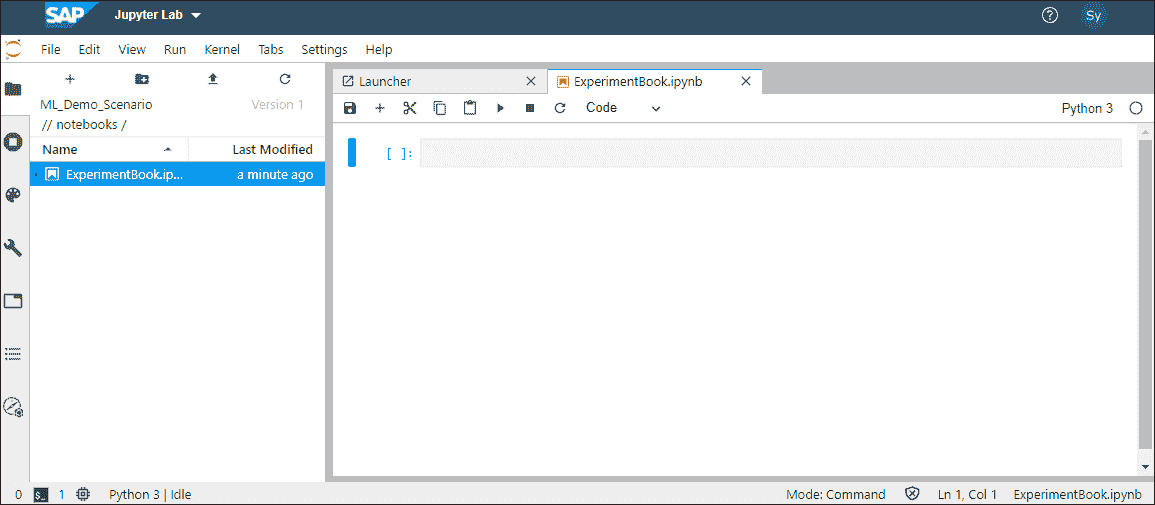 SAP Jupyter Lab Sy
File Edit View Run Kernel Tabs Settings Help
Launcher ExperimentBook.ipynb
ML_Demo_Scenario Version 1
// notebooks /
Code Python 3
Name Last Modified
[ ]:
ExperimentBook.ip... a minute ago
0 $_ 1 Python 3 | Idle Mode: Command Ln 1, Col 1 ExperimentBook.ipynb